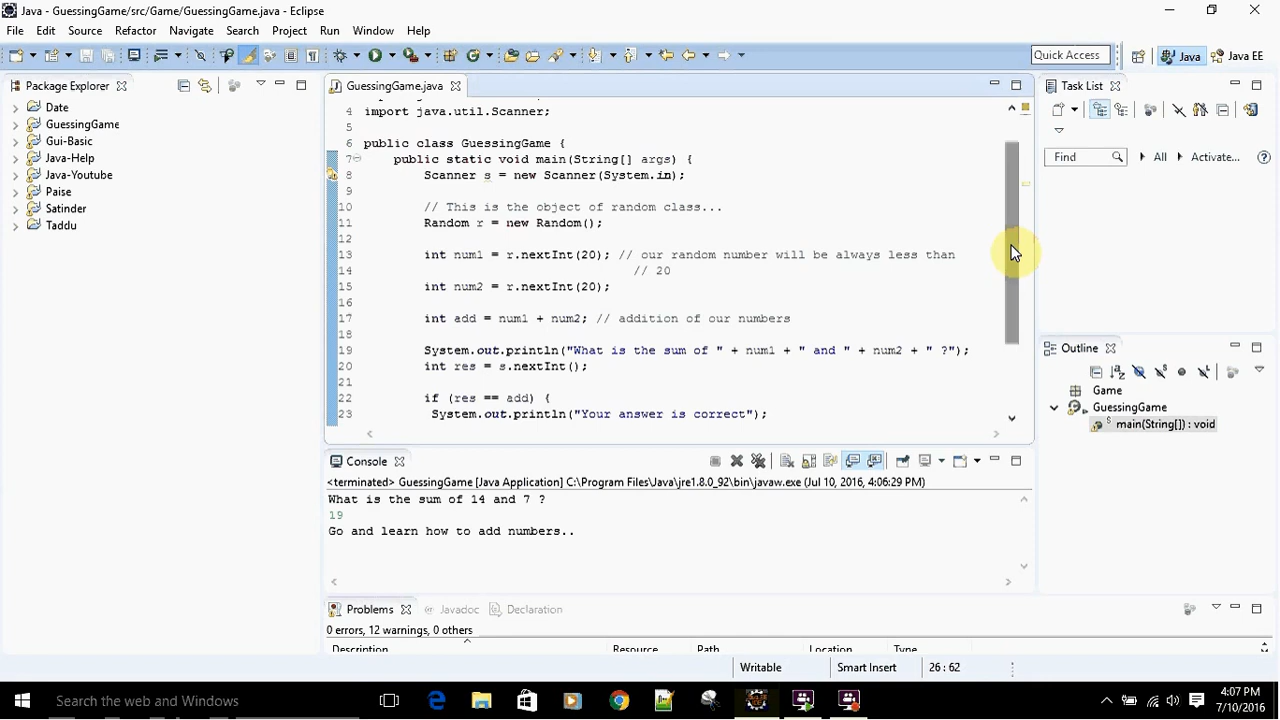 Java - GuessingGame/src/Game/GuessingGame.java - Eclipse
File Edit Source Refactor Navigate Search Project Run Window Help
Quick Access Java Java EE
Package Explorer
Date
GuessingGame
Gui-Basic
Java-Help
Java-Youtube
Paise
Satinder
Taddu
GuessingGame.java
4 import java.util.Scanner;
5
6 public class GuessingGame {
7 public static void main(String[] args) {
8 Scanner s = new Scanner(System.in);
9
10 // This is the object of random class...
11 Random r = new Random();
12
13 int num1 = r.nextInt(20); // our random number will be always less than
14 // 20
15 int num2 = r.nextInt(20);
16
17 int add = num1 + num2; // addition of our numbers
18
19 System.out.println("What is the sum of " + num1 + " and " + num2 + " ?");
20 int res = s.nextInt();
21
22 if (res == add) {
23 System.out.println("Your answer is correct");
Task List
Find All Activate...
Outline
Game
GuessingGame
main(String[]) : void
Console
<terminated> GuessingGame [Java Application] C:\Program Files\Java\jre1.8.0_92\bin\javaw.exe (Jul 10, 2016, 4:06:29 PM)
What is the sum of 14 and 7 ?
19
Go and learn how to add numbers..
Problems Javadoc Declaration
0 errors, 12 warnings, 0 others
Description Resource Path Location Type
Writable Smart Insert 26 : 62
Search the web and Windows
4:07 PM
7/10/2016